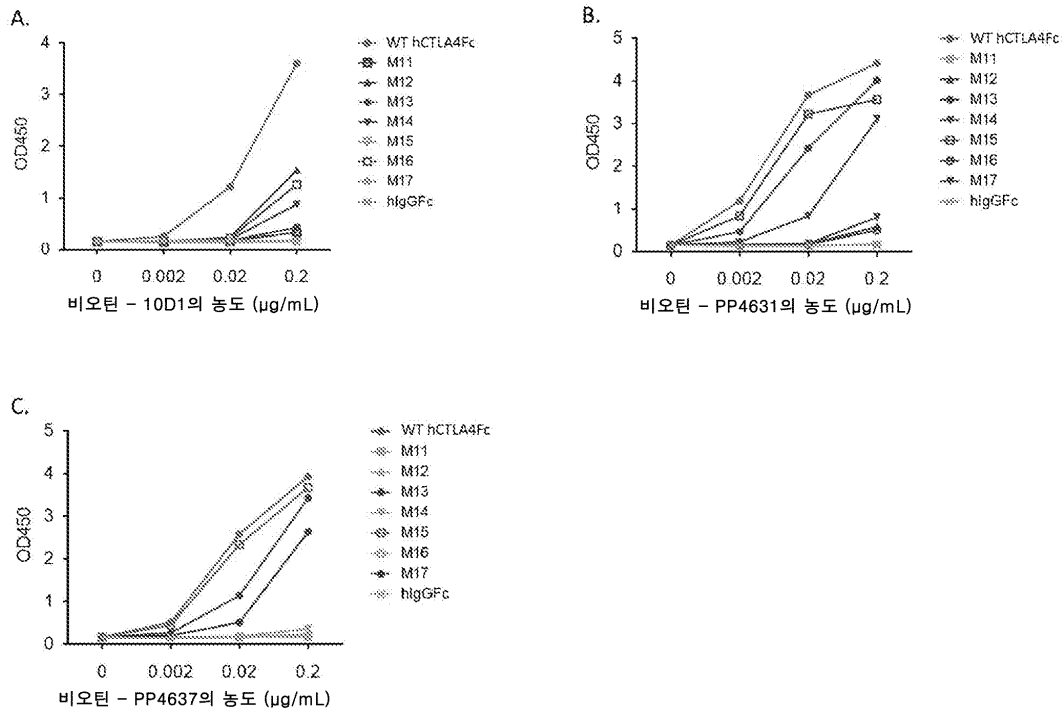 A.
4
3
2
1
0
OD450
0
0.002
0.02
0.2
비오틴 - 10D1의 농도 (μg/mL)
WT hCTLA4Fc
M11
M12
M13
M14
M15
M16
M17
hIgGFc
B.
5
4
3
2
1
0
OD450
0
0.002
0.02
0.2
비오틴 - PP4631의 농도 (μg/mL)
WT hCTLA4Fc
M11
M12
M13
M14
M15
M16
M17
hIgGFc
C.
5
4
3
2
1
0
OD450
0
0.002
0.02
0.2
비오틴 - PP4637의 농도 (μg/mL)
WT hCTLA4Fc
M11
M12
M13
M14
M15
M16
M17
hIgGFc